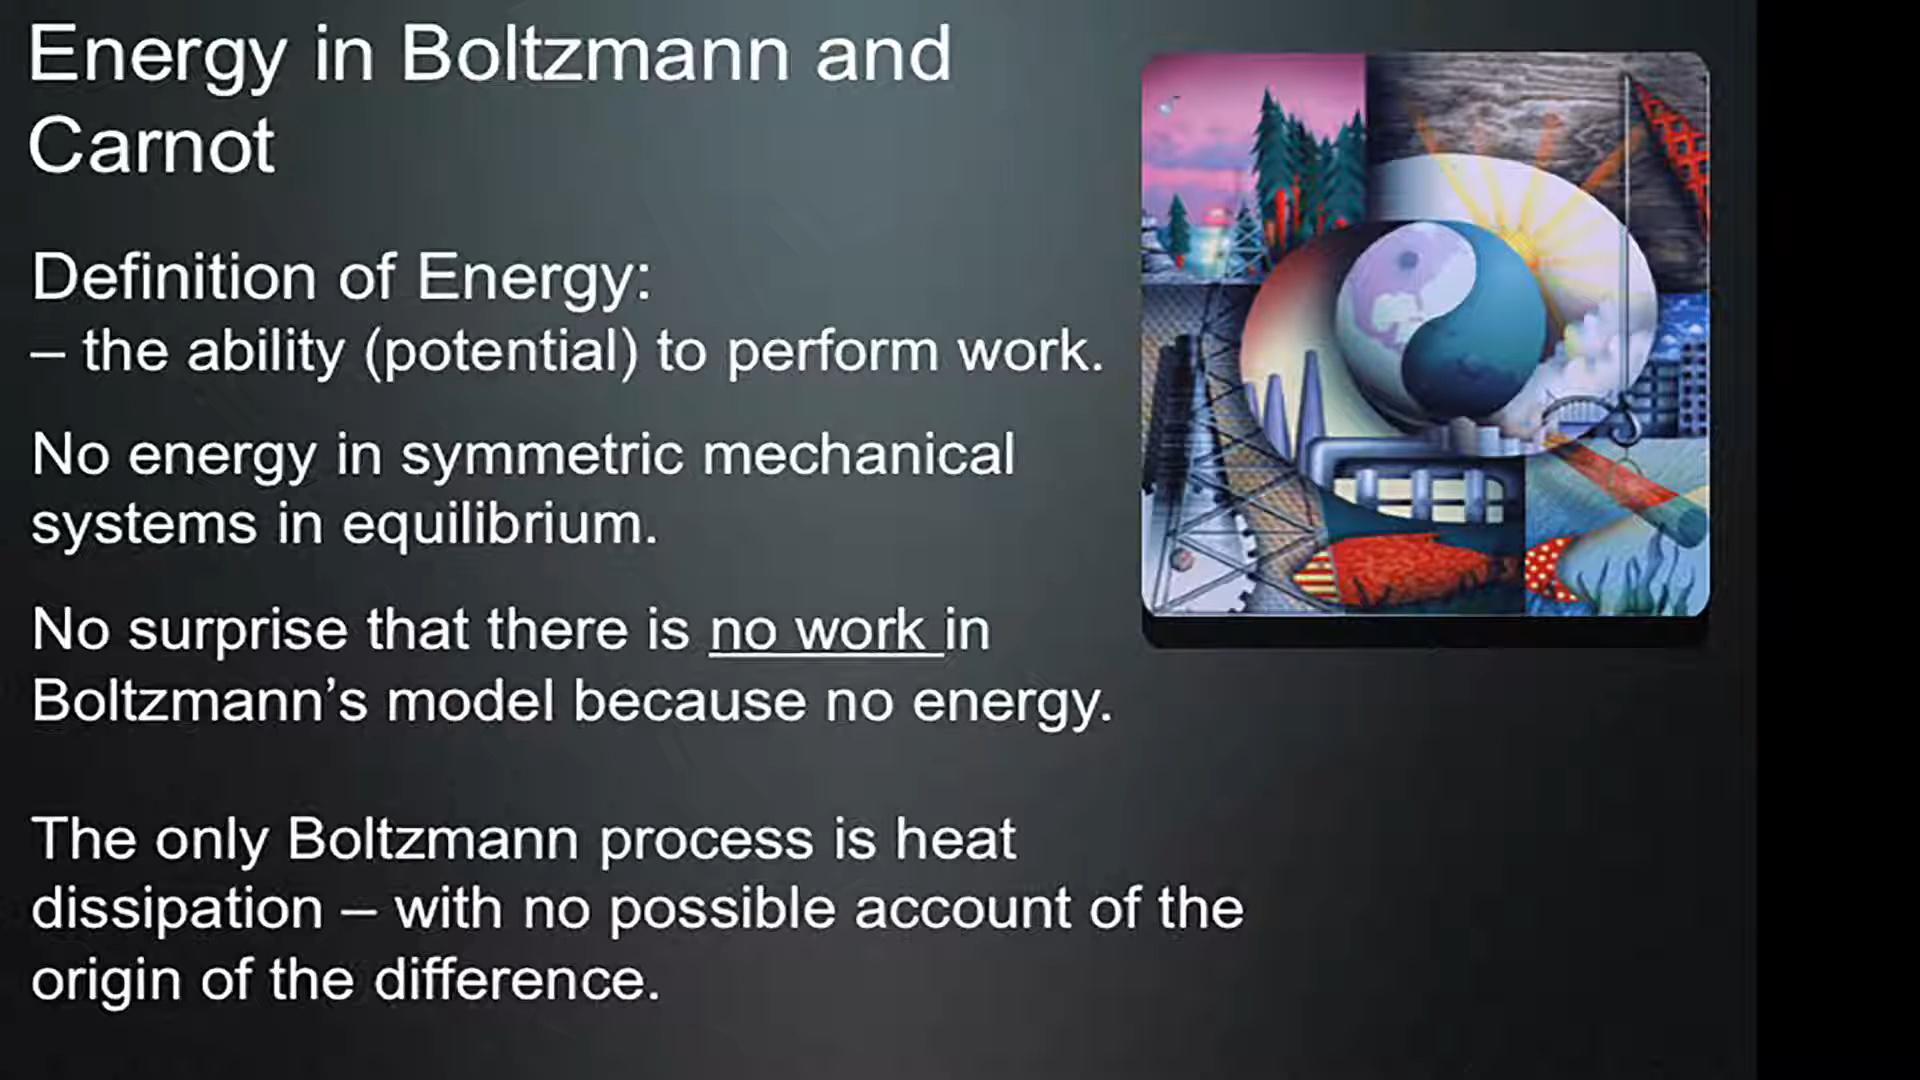 Energy in Boltzmann and
Carnot
Definition of Energy:
– the ability (potential) to perform work.
No energy in symmetric mechanical
systems in equilibrium.
No surprise that there is no work in
Boltzmann’s model because no energy.
The only Boltzmann process is heat
dissipation – with no possible account of the
origin of the difference.